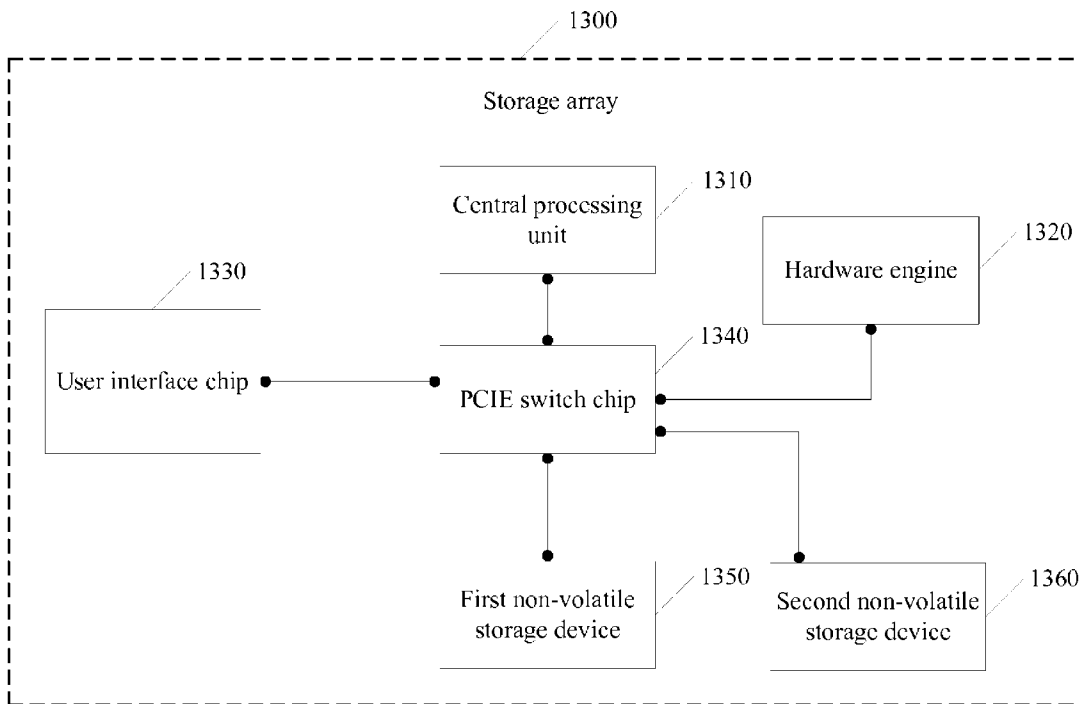 1300
Storage array
1310
Central processing
unit
1320
Hardware engine
1330
User interface chip
1340
PCIE switch chip
1350
First non-volatile
storage device
1360
Second non-volatile
storage device